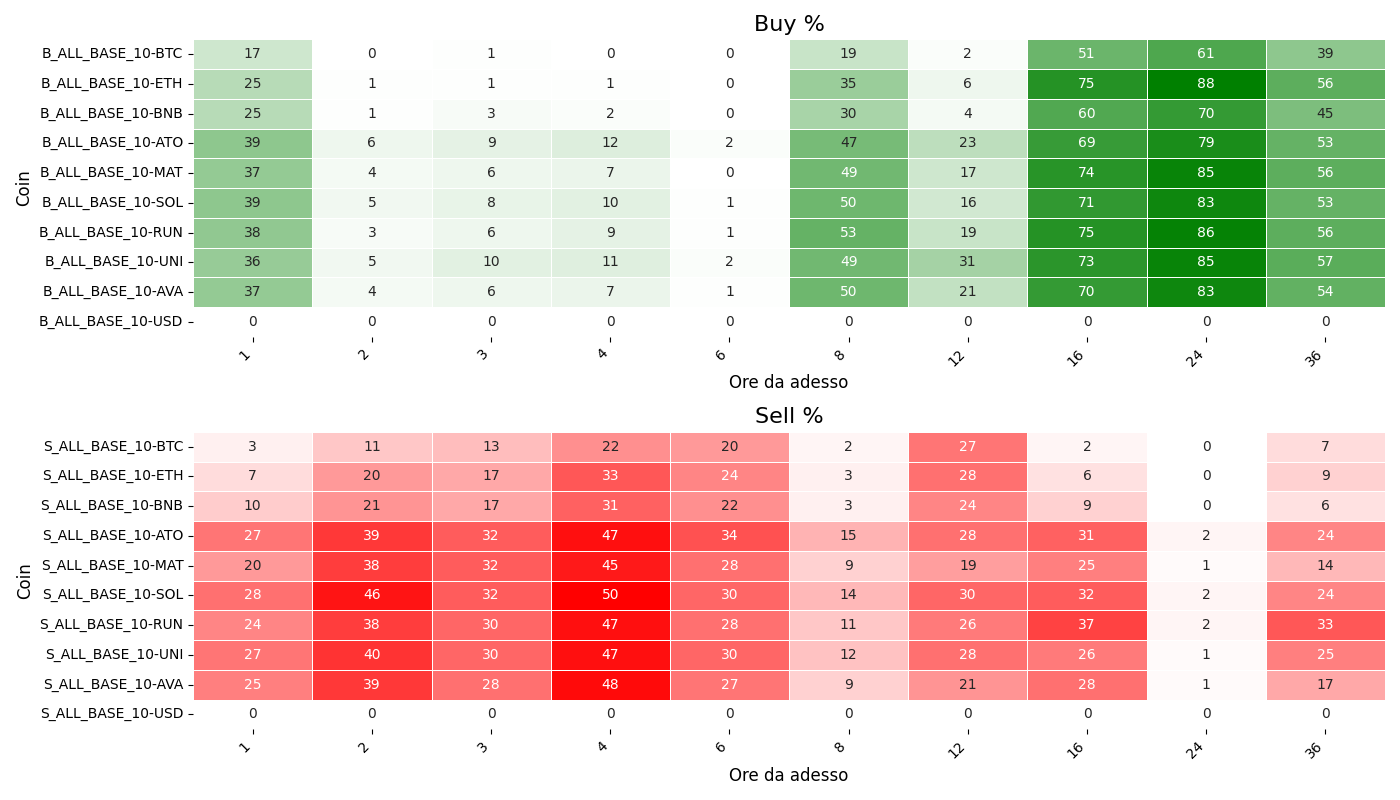 Buy %
Coin
B_ALL_BASE_10-BTC 17 0 1 0 0 19 2 51 61 39
B_ALL_BASE_10-ETH 25 1 1 1 0 35 6 75 88 56
B_ALL_BASE_10-BNB 25 1 3 2 0 30 4 60 70 45
B_ALL_BASE_10-ATO 39 6 9 12 2 47 23 69 79 53
B_ALL_BASE_10-MAT 37 4 6 7 0 49 17 74 85 56
B_ALL_BASE_10-SOL 39 5 8 10 1 50 16 71 83 53
B_ALL_BASE_10-RUN 38 3 6 9 1 53 19 75 86 56
B_ALL_BASE_10-UNI 36 5 10 11 2 49 31 73 85 57
B_ALL_BASE_10-AVA 37 4 6 7 1 50 21 70 83 54
B_ALL_BASE_10-USD 0 0 0 0 0 0 0 0 0 0
1 2 3 4 6 8 12 16 24 36
Ore da adesso
Sell %
Coin
S_ALL_BASE_10-BTC 3 11 13 22 20 2 27 2 0 7
S_ALL_BASE_10-ETH 7 20 17 33 24 3 28 6 0 9
S_ALL_BASE_10-BNB 10 21 17 31 22 3 24 9 0 6
S_ALL_BASE_10-ATO 27 39 32 47 34 15 28 31 2 24
S_ALL_BASE_10-MAT 20 38 32 45 28 9 19 25 1 14
S_ALL_BASE_10-SOL 28 46 32 50 30 14 30 32 2 24
S_ALL_BASE_10-RUN 24 38 30 47 28 11 26 37 2 33
S_ALL_BASE_10-UNI 27 40 30 47 30 12 28 26 1 25
S_ALL_BASE_10-AVA 25 39 28 48 27 9 21 28 1 17
S_ALL_BASE_10-USD 0 0 0 0 0 0 0 0 0 0
1 2 3 4 6 8 12 16 24 36
Ore da adesso